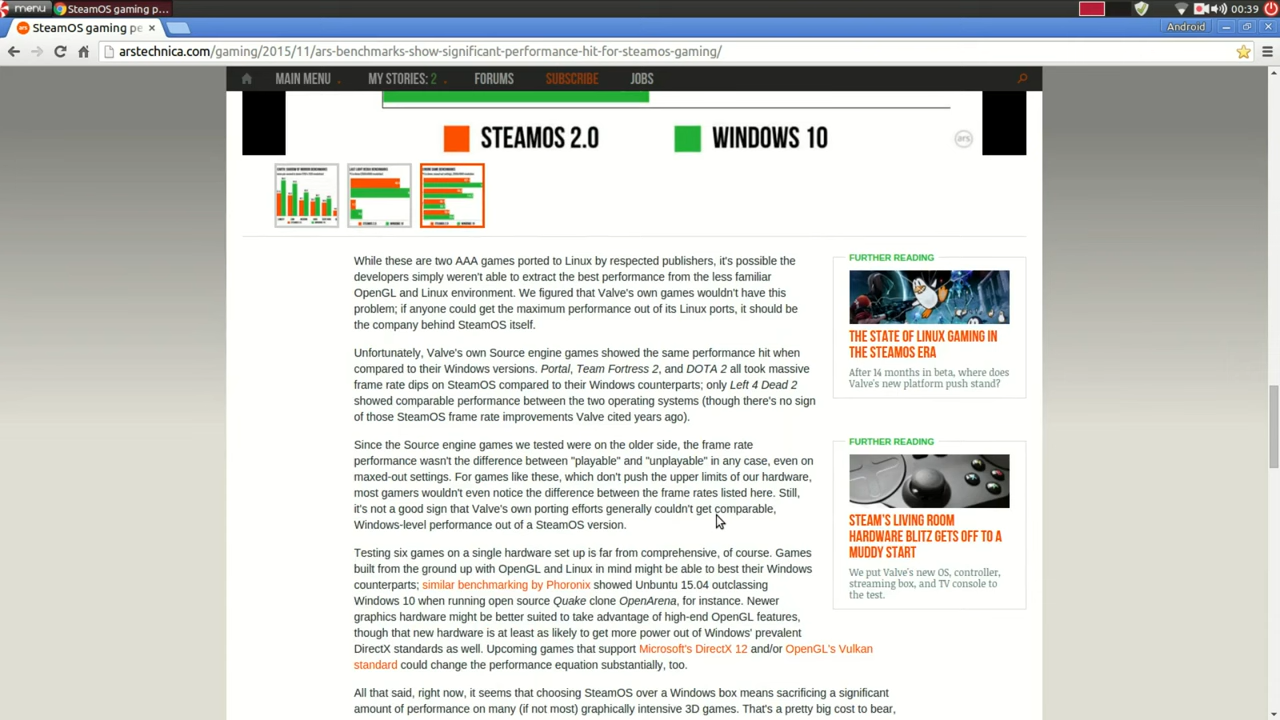 menu SteamOS gaming p... 00:39
SteamOS gaming pe × Android
arstechnica.com/gaming/2015/11/ars-benchmarks-show-significant-performance-hit-for-steamos-gaming/
MAIN MENU MY STORIES: 2 FORUMS SUBSCRIBE JOBS
STEAMOS 2.0 WINDOWS 10 ars
While these are two AAA games ported to Linux by respected publishers, it's possible the
developers simply weren't able to extract the best performance from the less familiar
OpenGL and Linux environment. We figured that Valve's own games wouldn't have this
problem; if anyone could get the maximum performance out of its Linux ports, it should be
the company behind SteamOS itself.
Unfortunately, Valve's own Source engine games showed the same performance hit when
compared to their Windows versions. Portal, Team Fortress 2, and DOTA 2 all took massive
frame rate dips on SteamOS compared to their Windows counterparts; only Left 4 Dead 2
showed comparable performance between the two operating systems (though there's no sign
of those SteamOS frame rate improvements Valve cited years ago).
Since the Source engine games we tested were on the older side, the frame rate
performance wasn't the difference between "playable" and "unplayable" in any case, even on
maxed-out settings. For games like these, which don't push the upper limits of our hardware,
most gamers wouldn't even notice the difference between the frame rates listed here. Still,
it's not a good sign that Valve's own porting efforts generally couldn't get comparable,
Windows-level performance out of a SteamOS version.
Testing six games on a single hardware set up is far from comprehensive, of course. Games
built from the ground up with OpenGL and Linux in mind might be able to best their Windows
counterparts; similar benchmarking by Phoronix showed Unbuntu 15.04 outclassing
Windows 10 when running open source Quake clone OpenArena, for instance. Newer
graphics hardware might be better suited to take advantage of high-end OpenGL features,
though that new hardware is at least as likely to get more power out of Windows' prevalent
DirectX standards as well. Upcoming games that support Microsoft's DirectX 12 and/or OpenGL's Vulkan
standard could change the performance equation substantially, too.
All that said, right now, it seems that choosing SteamOS over a Windows box means sacrificing a significant
amount of performance on many (if not most) graphically intensive 3D games. That's a pretty big cost to bear,
FURTHER READING
THE STATE OF LINUX GAMING IN
THE STEAMOS ERA
After 14 months in beta, where does
Valve's new platform push stand?
FURTHER READING
STEAM'S LIVING ROOM
HARDWARE BLITZ GETS OFF TO A
MUDDY START
We put Valve's new OS, controller,
streaming box, and TV console to
the test.